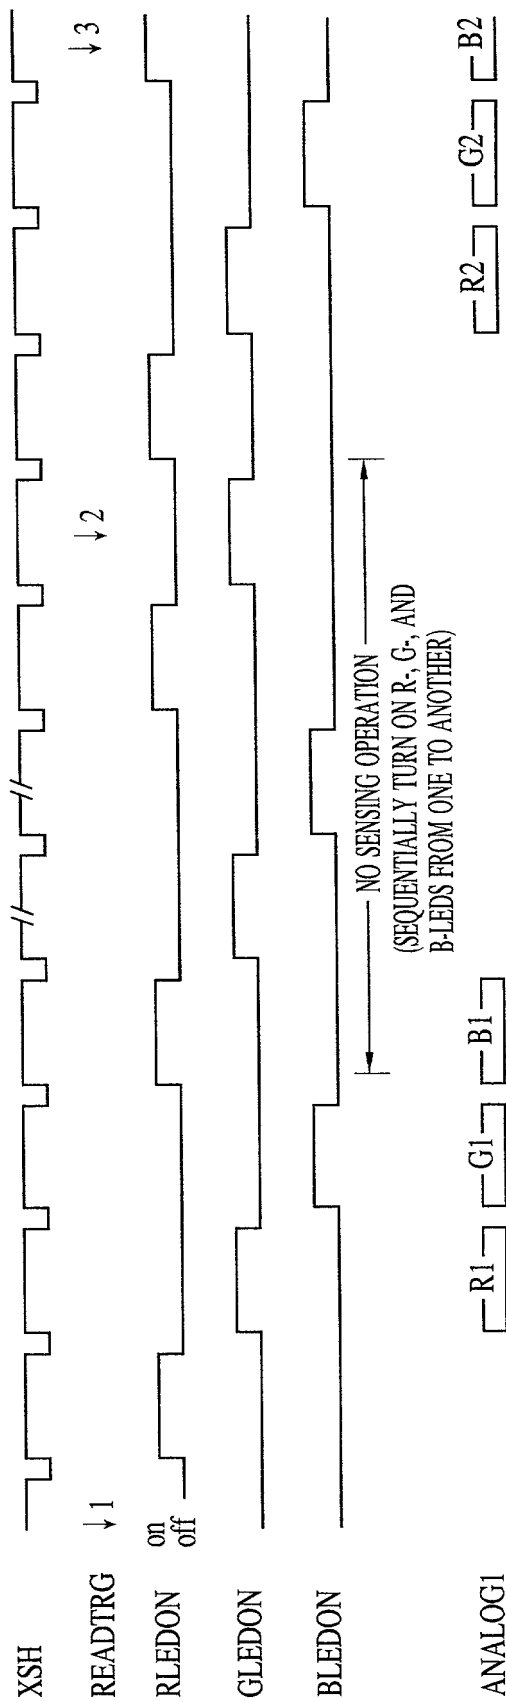 XSH
READTRG ↓1 ↓2 ↓3
RLEDON on
off
GLEDON
BLEDON
NO SENSING OPERATION
(SEQUENTIALLY TURN ON R-, G-, AND
B-LEDS FROM ONE TO ANOTHER)
ANALOG1 R1 G1 B1 R2 G2 B2